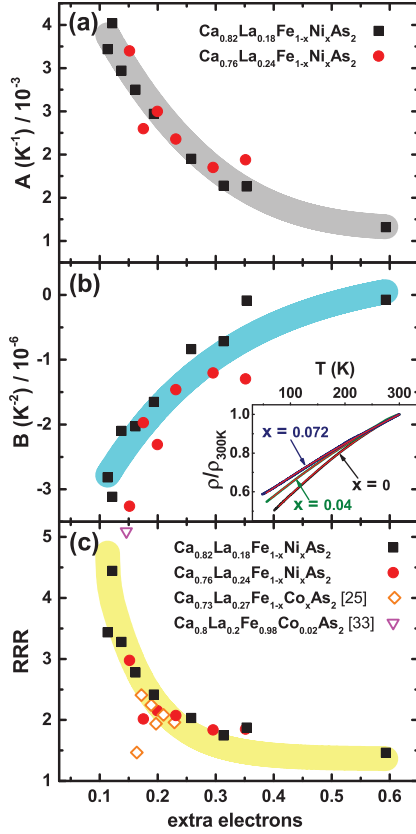 (a)
Ca0.82La0.18Fe1-xNixAs2
Ca0.76La0.24Fe1-xNixAs2
A (K-1) / 10-3
4
3
3
2
2
1
(b)
B (K-2) / 10-6
0
-1
-2
-3
T (K)
100 200 300
ρ/ρ300K
1.0
0.8
0.6
x = 0.072
x = 0
x = 0.04
(c)
Ca0.82La0.18Fe1-xNixAs2
Ca0.76La0.24Fe1-xNixAs2
Ca0.73La0.27Fe1-xCoxAs2 [25]
Ca0.8La0.2Fe0.98Co0.02As2 [33]
RRR
5
4
3
2
1
0.1 0.2 0.3 0.4 0.5 0.6
extra electrons